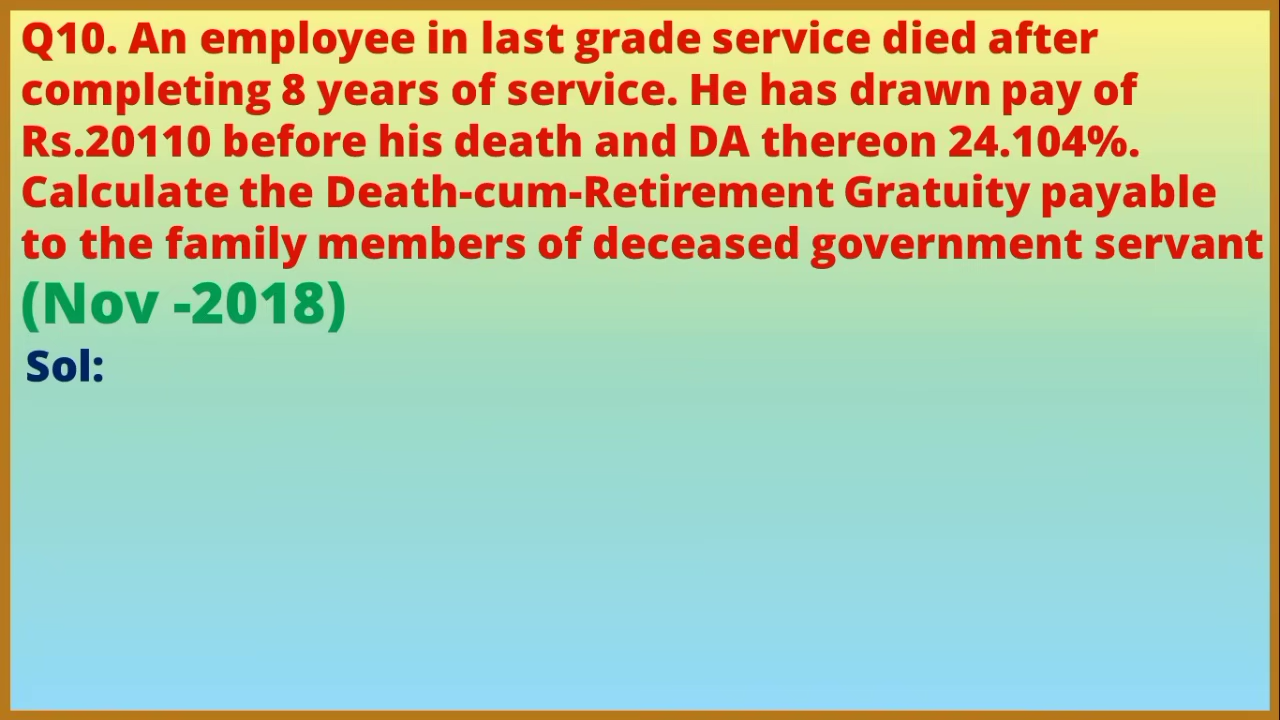 Q10. An employee in last grade service died after
completing 8 years of service. He has drawn pay of
Rs.20110 before his death and DA thereon 24.104%.
Calculate the Death-cum-Retirement Gratuity payable
to the family members of deceased government servant
(Nov -2018)
Sol: